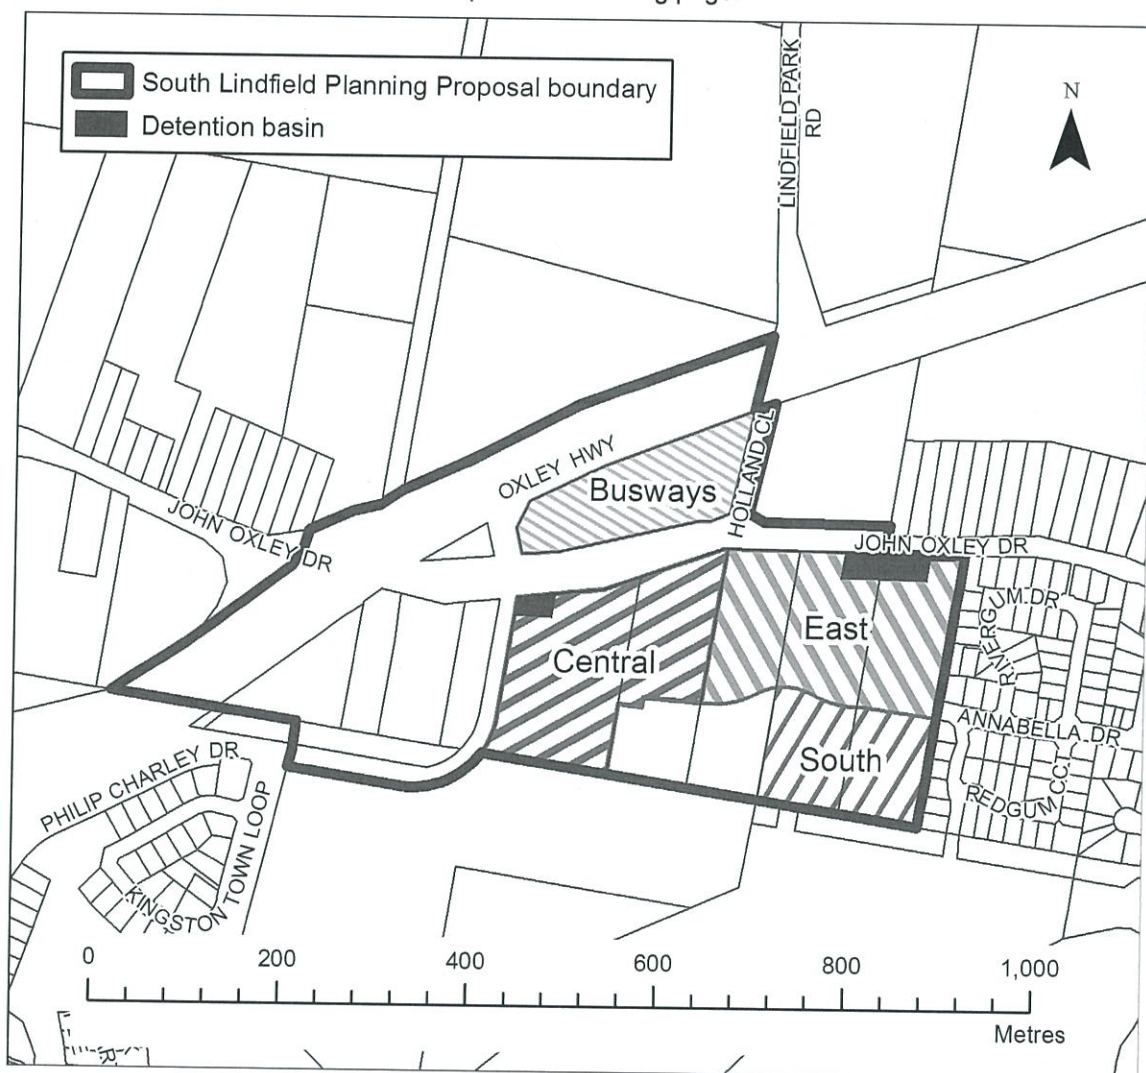 South Lindfield Planning Proposal boundary
Detention basin
LINDFIELD PARK
RD
N
OXLEY HWY
Busways
HOLLAND CL
JOHN OXLEY DR
JOHN OXLEY DR
East
Central
RIVERGUM DR
ANNABELLA DR
South
REDGUM CC.
PHILIP CHARLEY DR
KINGSTON TOWN LOOP
0 200 400 600 800 1,000
Metres